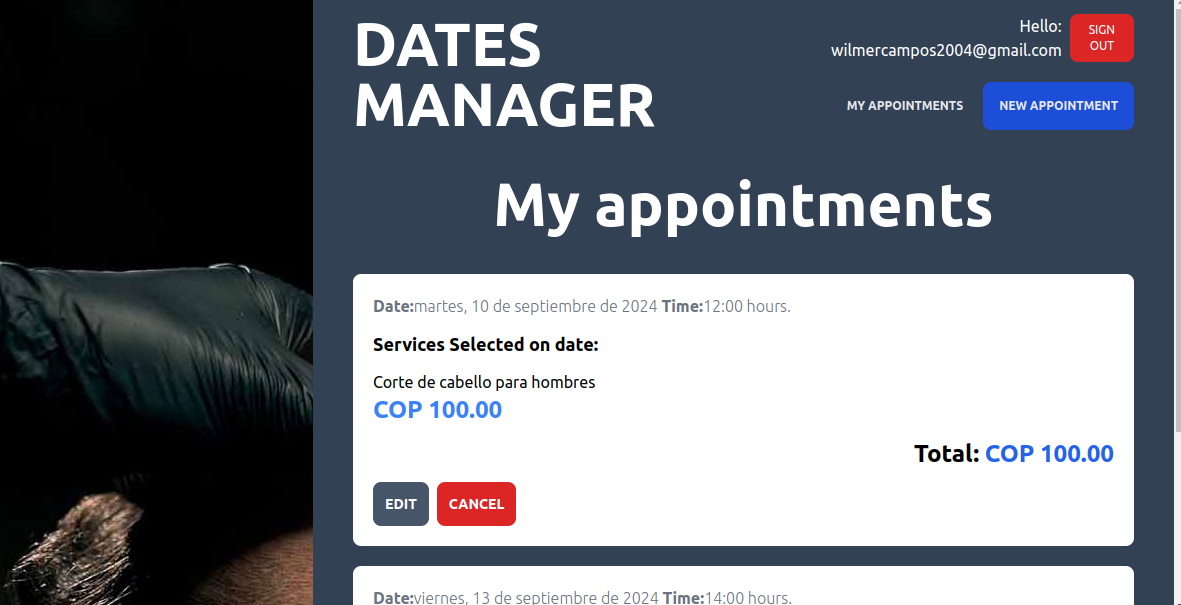 DATES
MANAGER
Hello:
wilmercampos2004@gmail.com
SIGN
OUT
MY APPOINTMENTS
NEW APPOINTMENT
My appointments
Date:martes, 10 de septiembre de 2024 Time:12:00 hours.
Services Selected on date:
Corte de cabello para hombres
COP 100.00
Total: COP 100.00
EDIT
CANCEL
Date:viernes, 13 de septiembre de 2024 Time:14:00 hours.